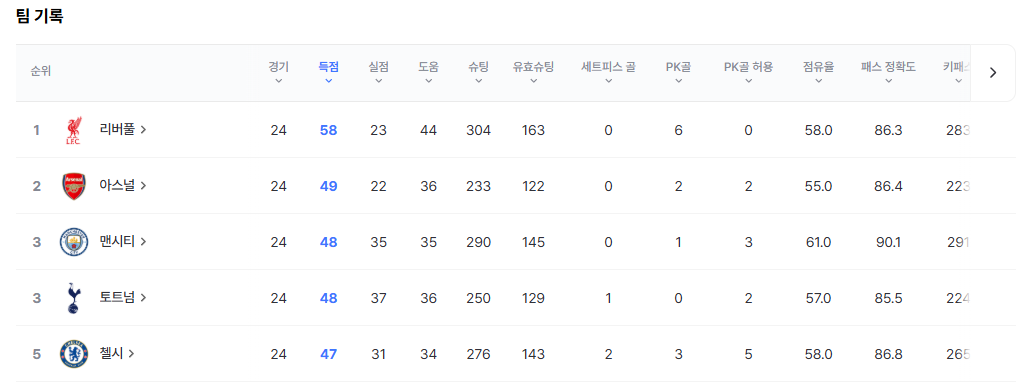 팀 기록
순위 경기 득점 실점 도움 슈팅 유효슈팅 세트피스 골 PK골 PK골 허용 점유율 패스 정확도 키패스
1 리버풀 24 58 23 44 304 163 0 6 0 58.0 86.3 283
2 아스널 24 49 22 36 233 122 0 2 2 55.0 86.4 223
3 맨시티 24 48 35 35 290 145 0 1 3 61.0 90.1 291
3 토트넘 24 48 37 36 250 129 1 0 2 57.0 85.5 224
5 첼시 24 47 31 34 276 143 2 3 5 58.0 86.8 265